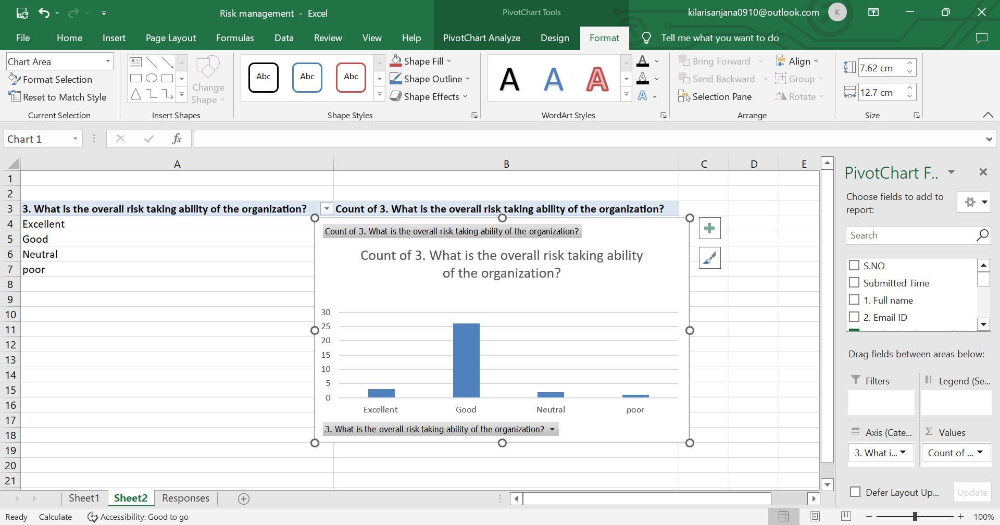 Risk management - Excel
PivotChart Tools
kilarisanjana0910@outlook.com
K
File Home Insert Page Layout Formulas Data Review View Help PivotChart Analyze Design Format Tell me what you want to do
Chart Area
Format Selection
Reset to Match Style
Current Selection
Change
Shape
Insert Shapes
Abc Abc Abc
Shape Fill
Shape Outline
Shape Effects
Shape Styles
A A A
A
A
A
WordArt Styles
Bring Forward
Send Backward
Selection Pane
Align
Group
Rotate
Arrange
7.62 cm
12.7 cm
Size
Chart 1
fx
A B C D E
1
2
3 3. What is the overall risk taking ability of the organization? Count of 3. What is the overall risk taking ability of the organization?
4 Excellent
5 Good
6 Neutral
7 poor
8
9
10
11
12
13
14
15
16
17
18
19
20
21
Count of 3. What is the overall risk taking ability of the organization?
Count of 3. What is the overall risk taking ability
of the organization?
30
25
20
15
10
5
0
Excellent Good Neutral poor
3. What is the overall risk taking ability of the organization?
PivotChart F..
Choose fields to add to
report:
Search
S.NO
Submitted Time
1. Full name
2. Email ID
Drag fields between areas below:
Filters
Legend (Se...
Axis (Cate...
Σ Values
3. What i...
Count of ...
Defer Layout Up...
Update
Sheet1 Sheet2 Responses
Ready Calculate Accessibility: Good to go
100%